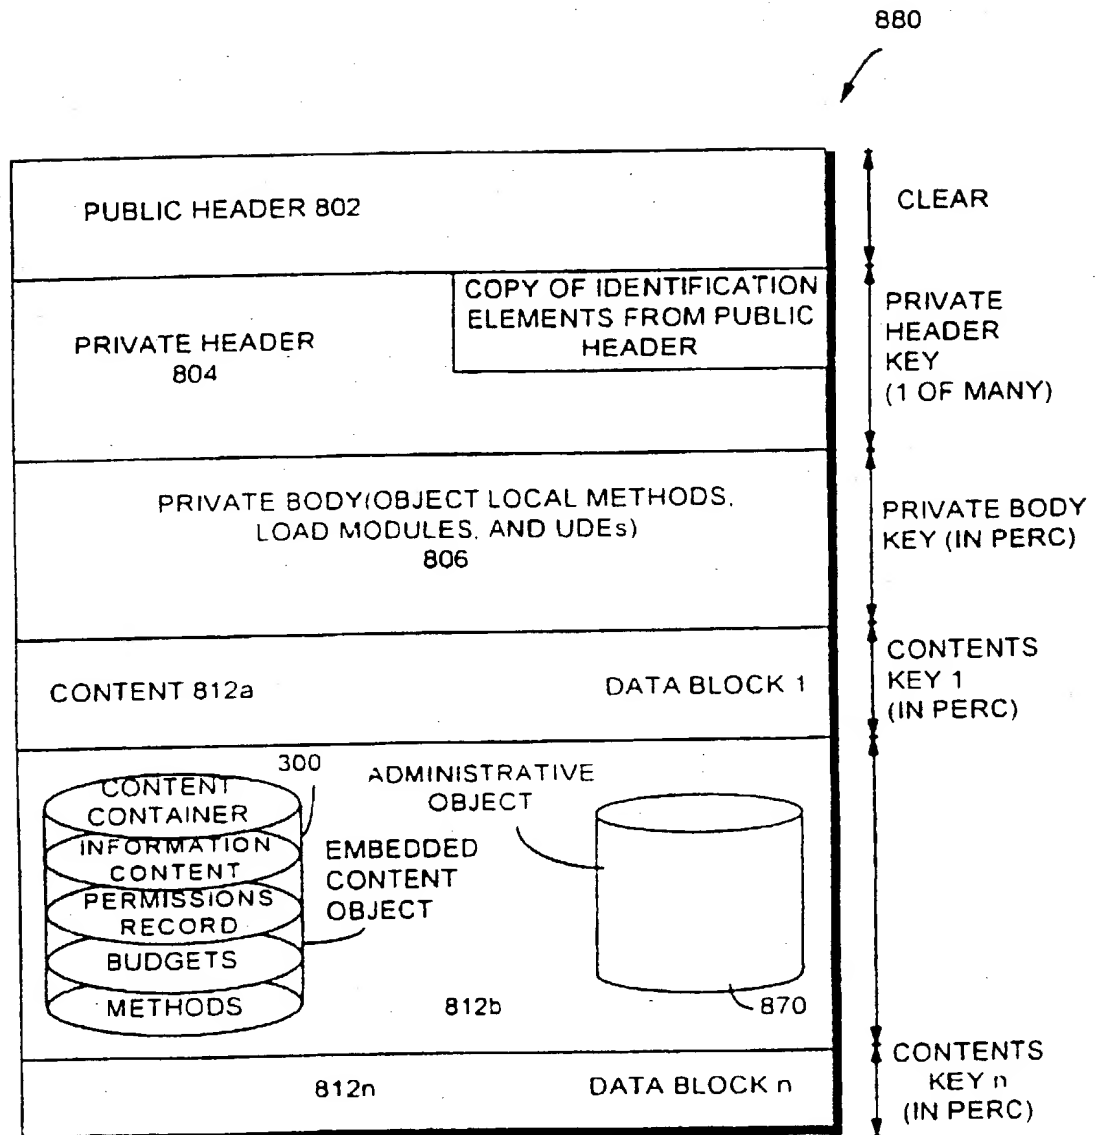 880
PUBLIC HEADER 802
CLEAR
COPY OF IDENTIFICATION
ELEMENTS FROM PUBLIC
HEADER
PRIVATE HEADER
804
PRIVATE
HEADER
KEY
(1 OF MANY)
PRIVATE BODY(OBJECT LOCAL METHODS,
LOAD MODULES, AND UDEs)
806
PRIVATE BODY
KEY (IN PERC)
CONTENT 812a
DATA BLOCK 1
CONTENTS
KEY 1
(IN PERC)
300
CONTENT
CONTAINER
INFORMATION
CONTENT
PERMISSIONS
RECORD
BUDGETS
METHODS
EMBEDDED
CONTENT
OBJECT
ADMINISTRATIVE
OBJECT
812b
870
812n
DATA BLOCK n
CONTENTS
KEY n
(IN PERC)